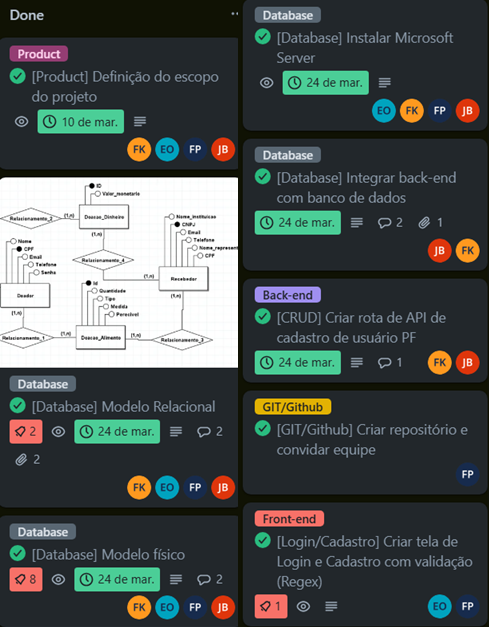 Done
Product
[Product] Definição do escopo
do projeto
10 de mar.
FK EO FP JB
ID
Valor_monetario
Relacionamento_2
(1,n)
Doacao_Dinheiro
(1,n)
Nome_instituicao
CNPJ
Email
Telefone
Nome_represent
CPF
Nome
CPF
Email
Telefone
Senha
Relacionamento_4
(1,n)
Recebedor
Id
Quantidade
Tipo
Medida
Perecivel
Doador
(1,n)
(1,n)
Relacionamento_1
(1,n)
Doacao_Alimento
(1,n)
Relacionamento_3
Database
[Database] Modelo Relacional
2
24 de mar.
2
2
FK EO FP JB
Database
[Database] Modelo físico
8
24 de mar.
2
FK EO FP JB
Database
[Database] Instalar Microsoft
Server
24 de mar.
EO FK FP JB
Database
[Database] Integrar back-end
com banco de dados
24 de mar.
2
1
JB FK
Back-end
[CRUD] Criar rota de API de
cadastro de usuário PF
24 de mar.
1
FK JB
GIT/Github
[GIT/Github] Criar repositório e
convidar equipe
FP
Front-end
[Login/Cadastro] Criar tela de
Login e Cadastro com validação
(Regex)
1
EO FP